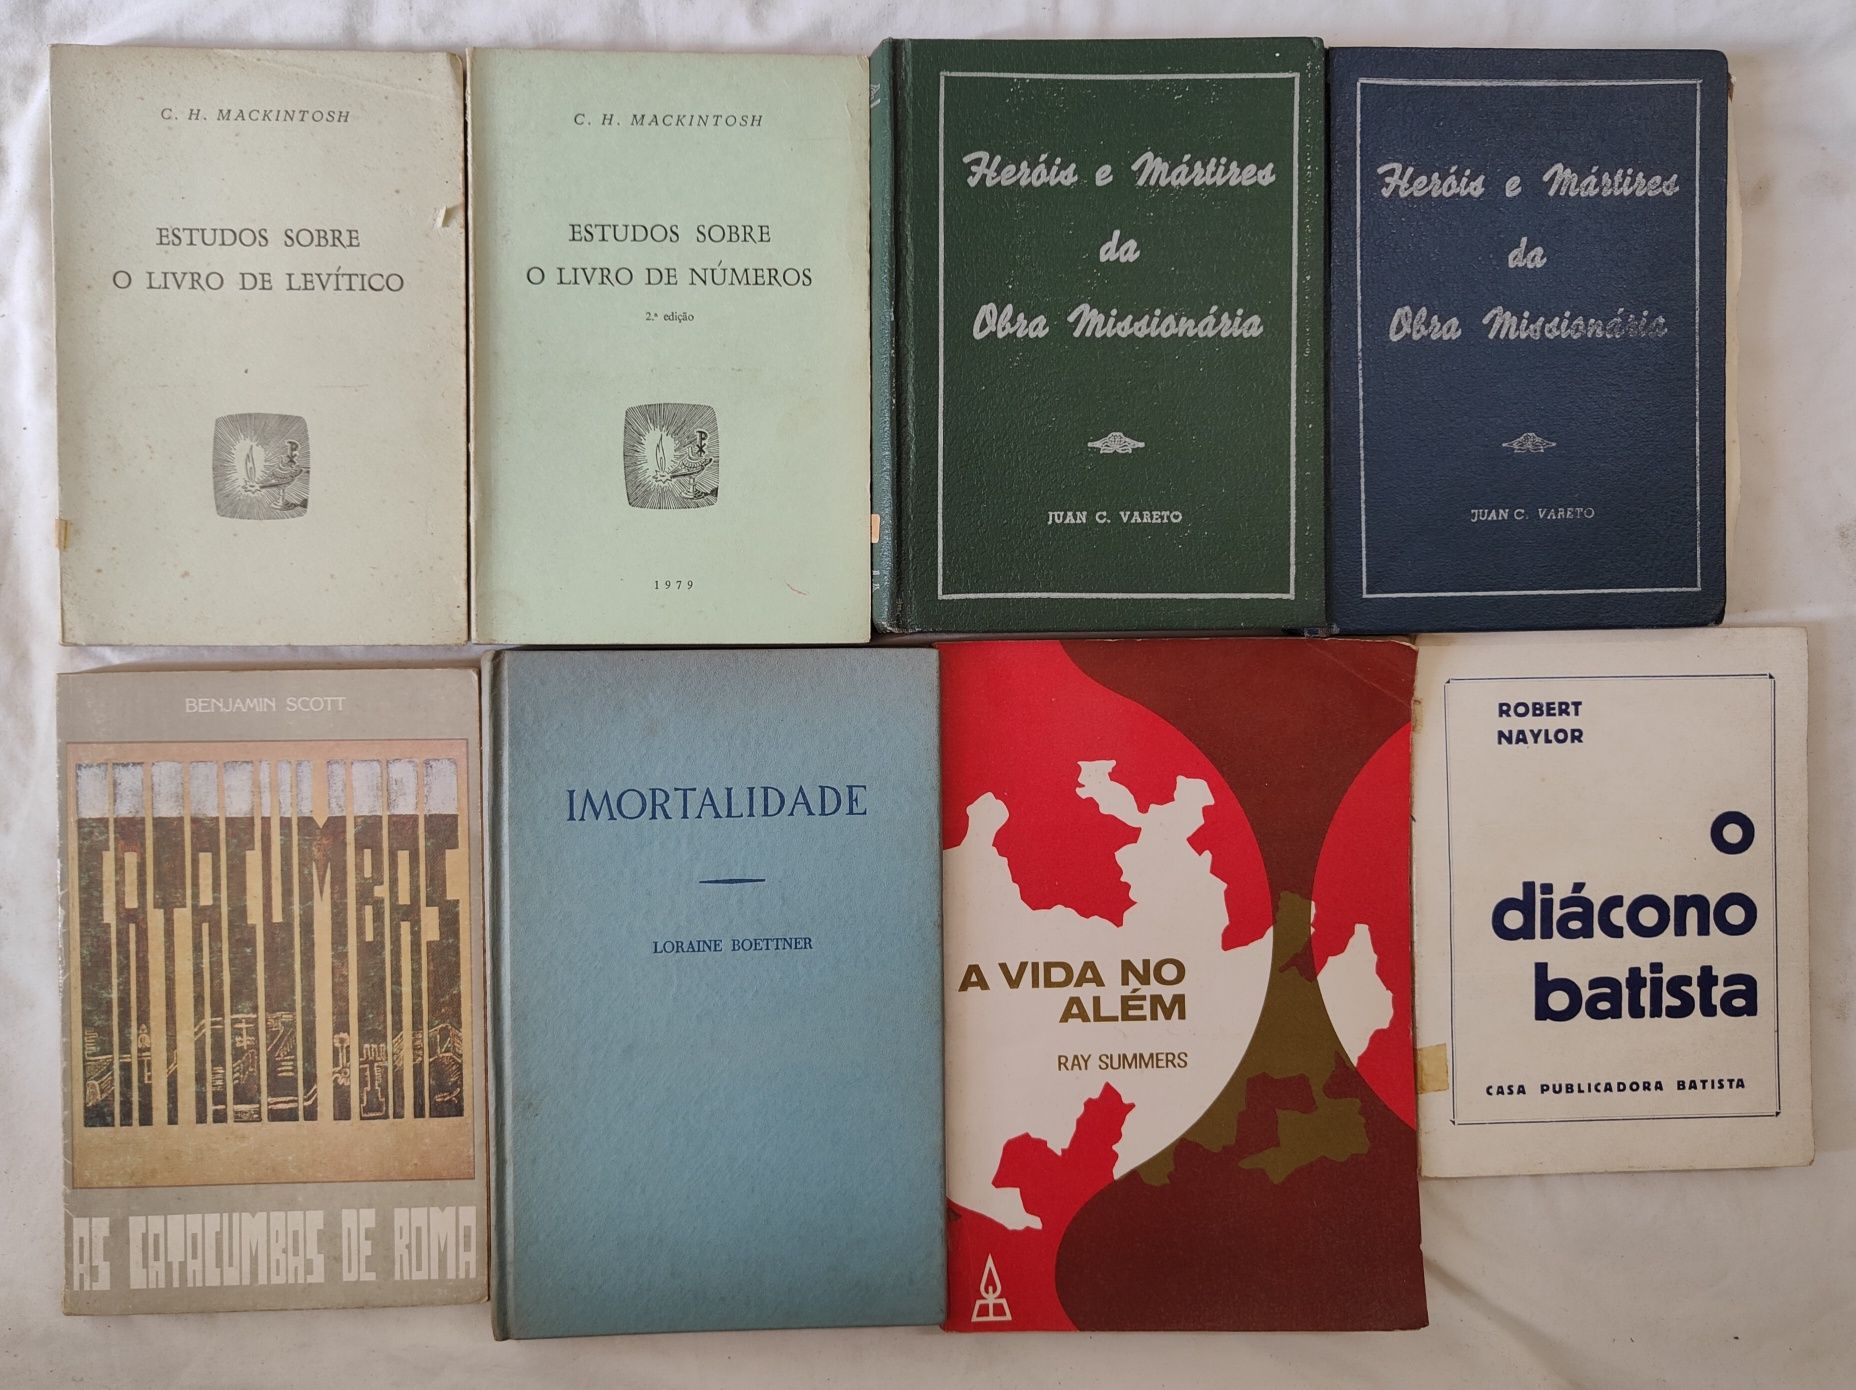 C. H. MACKINTOSH
ESTUDOS SOBRE
O LIVRO DE LEVÍTICO
C. H. MACKINTOSH
ESTUDOS SOBRE
O LIVRO DE NÚMEROS
2.ª edição
1979
Heróis e Mártires
da
Obra Missionária
JUAN C. VARETO
Heróis e Mártires
da
Obra Missionária
JUAN C. VARETO
BENJAMIN SCOTT
CATACUMBAS
AS CATACUMBAS DE ROMA
IMORTALIDADE
LORAINE BOETTNER
A VIDA NO
ALÉM
RAY SUMMERS
ROBERT
NAYLOR
o
diácono
batista
CASA PUBLICADORA BATISTA